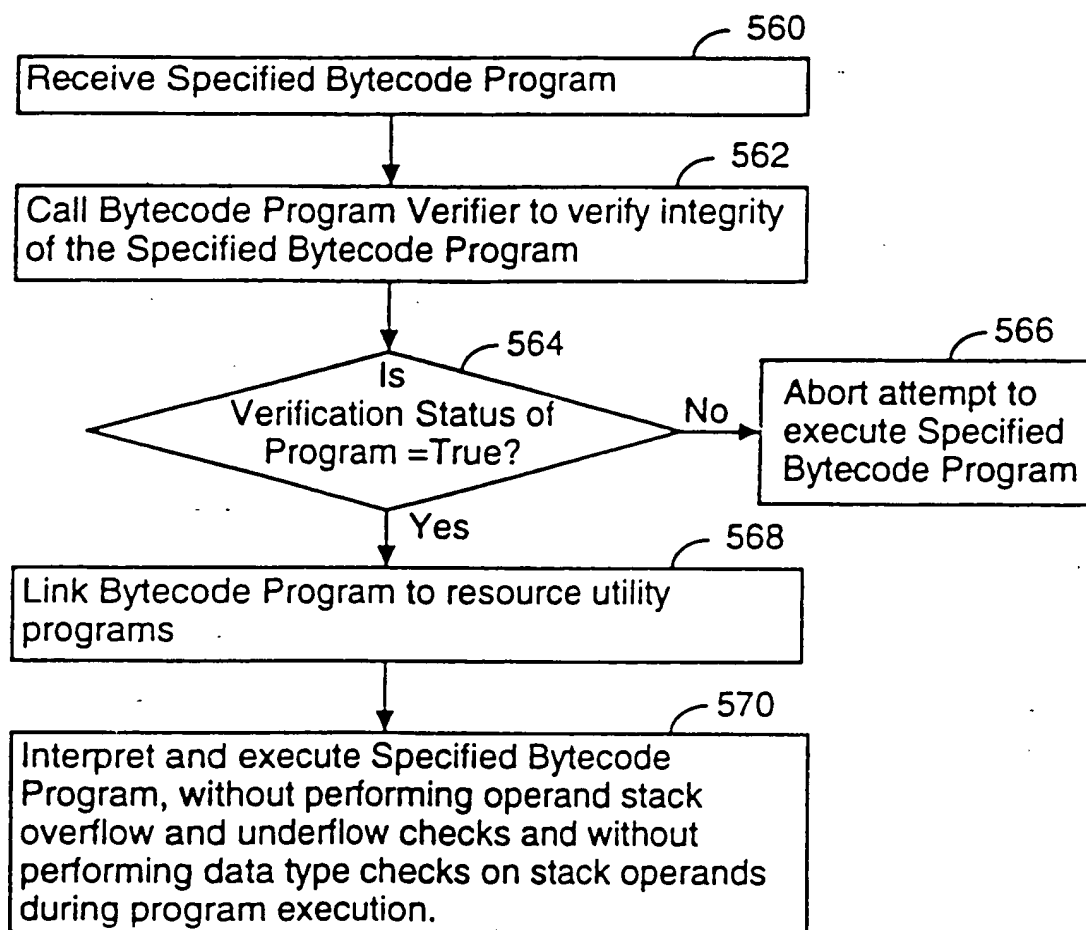 560
Receive Specified Bytecode Program
562
Call Bytecode Program Verifier to verify integrity
of the Specified Bytecode Program
564
Is
Verification Status of
Program =True?
No
566
Abort attempt to
execute Specified
Bytecode Program
Yes
568
Link Bytecode Program to resource utility
programs
570
Interpret and execute Specified Bytecode
Program, without performing operand stack
overflow and underflow checks and without
performing data type checks on stack operands
during program execution.